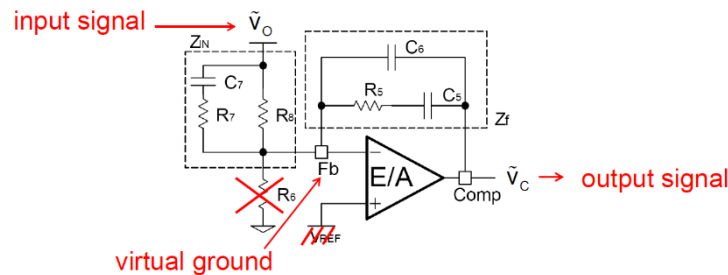 input signal
ṽO
ZIN
C7
R7
R8
C6
R5
C5
Zf
Fb
−
E/A
+
Comp
ṽC
output signal
R6
VREF
virtual ground